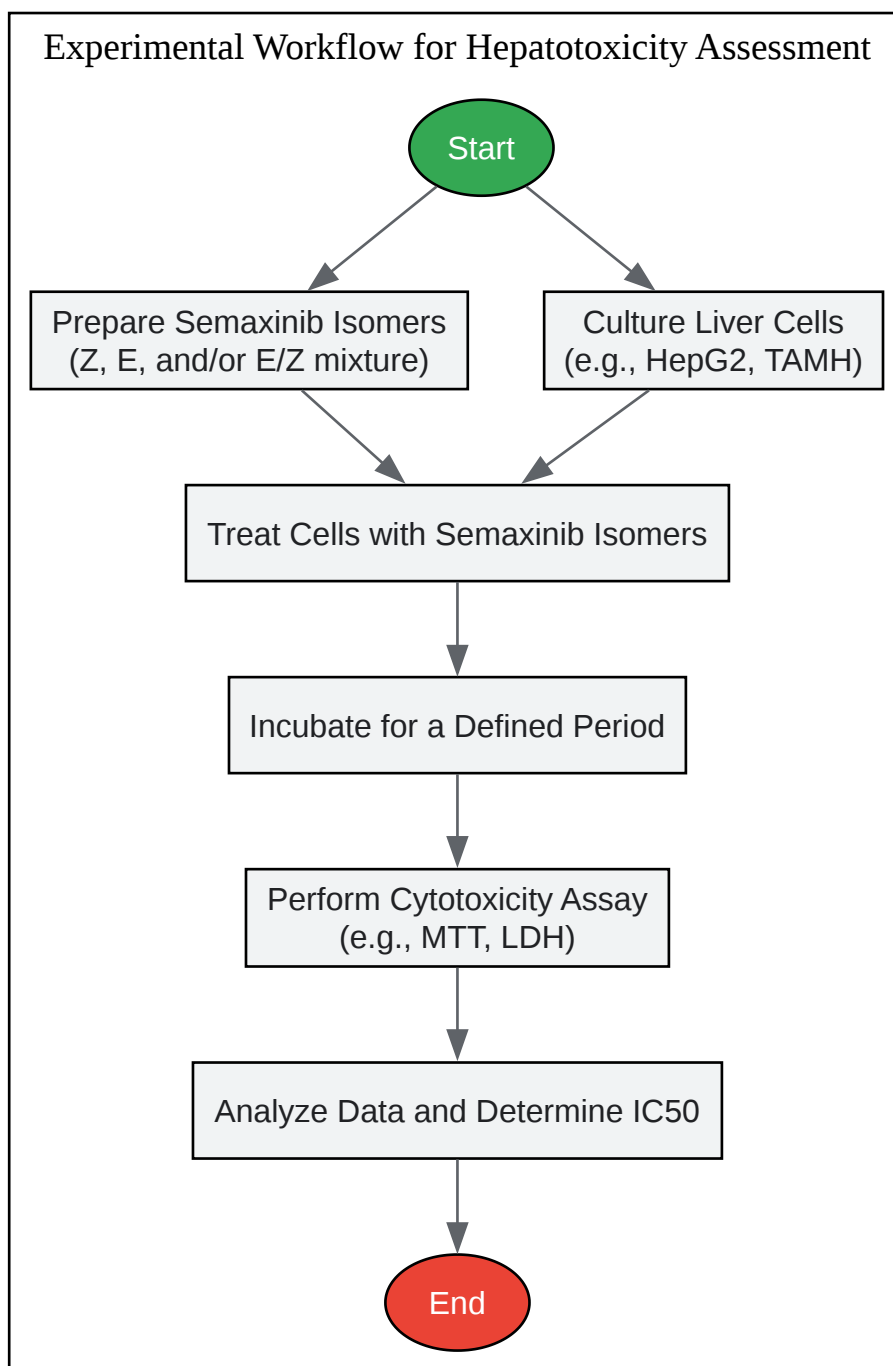 Experimental Workflow for Hepatotoxicity Assessment
Start
Prepare Semaxinib Isomers
(Z, E, and/or E/Z mixture)
Culture Liver Cells
(e.g., HepG2, TAMH)
Treat Cells with Semaxinib Isomers
Incubate for a Defined Period
Perform Cytotoxicity Assay
(e.g., MTT, LDH)
Analyze Data and Determine IC50
End